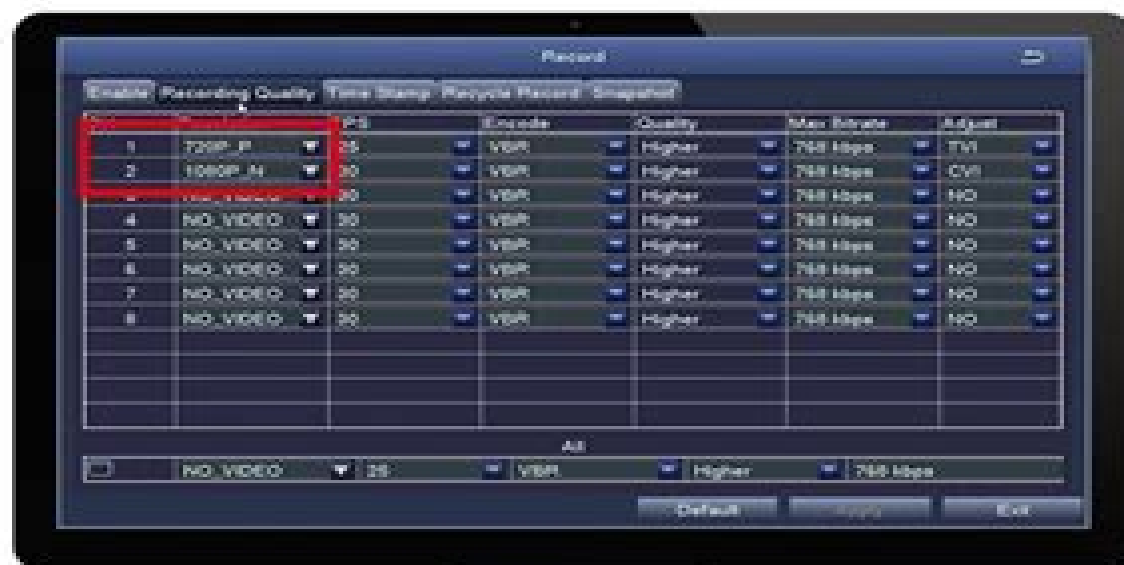 Record
Enable Recording Quality Time Stamp Recycle Record Snapshot
FPS Encode Quality Max Bitrate Adjust
1 720P_P 25 VBR Higher 768 kbps TVI
2 1080P_N 30 VBR Higher 768 kbps CVI
NO_VIDEO 30 VBR Higher 768 kbps NO
4 NO_VIDEO 30 VBR Higher 768 kbps NO
5 NO_VIDEO 30 VBR Higher 768 kbps NO
6 NO_VIDEO 30 VBR Higher 768 kbps NO
7 NO_VIDEO 30 VBR Higher 768 kbps NO
8 NO_VIDEO 30 VBR Higher 768 kbps NO
All
NO_VIDEO 25 VBR Higher 768 kbps
Default Apply Exit